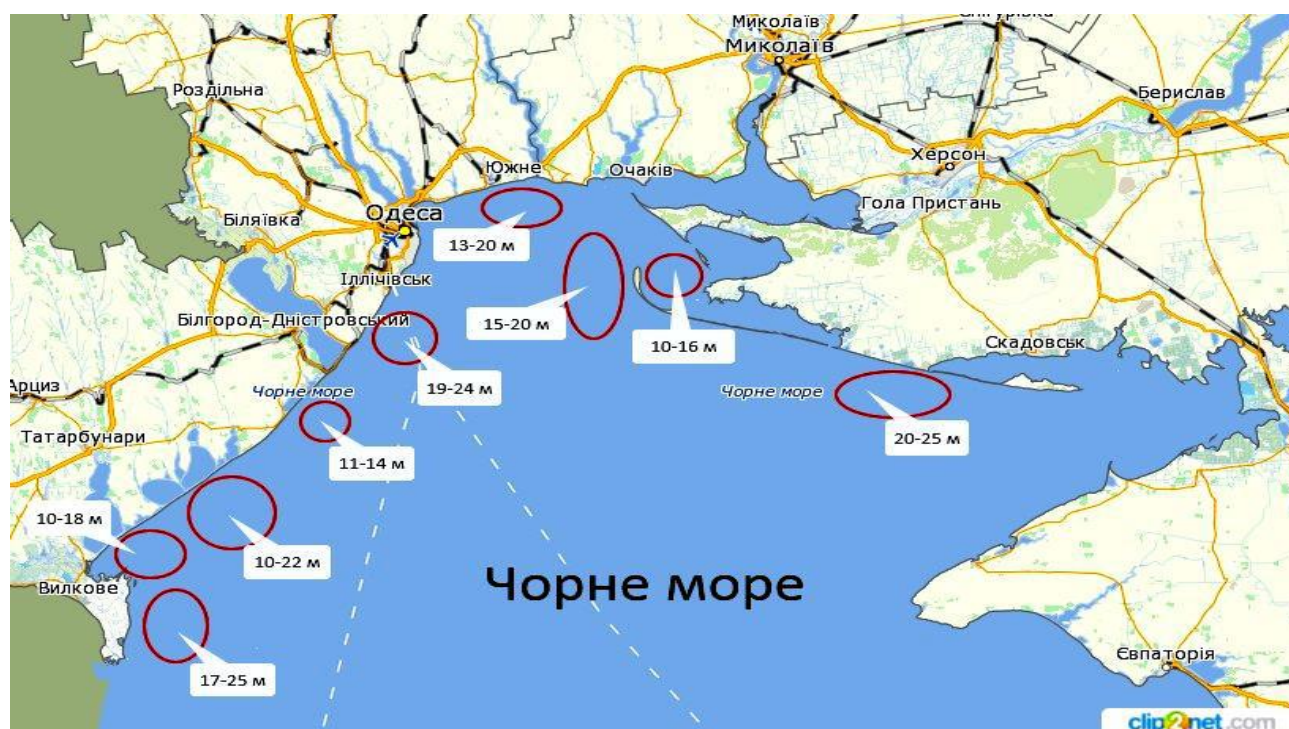 Миколаїв
Снігурівка
Миколаїв
Роздільна
Берислав
Херсон
Южне
Очаків
Гола Пристань
Одеса
Біляївка
13-20 м
Іллічівськ
Білгород-Дністровський
15-20 м
10-16 м
Скадовськ
Арциз
Чорне море
19-24 м
Чорне море
20-25 м
Татарбунари
11-14 м
10-18 м
10-22 м
Вилкове
Чорне море
17-25 м
Євпаторія
clip2net.com